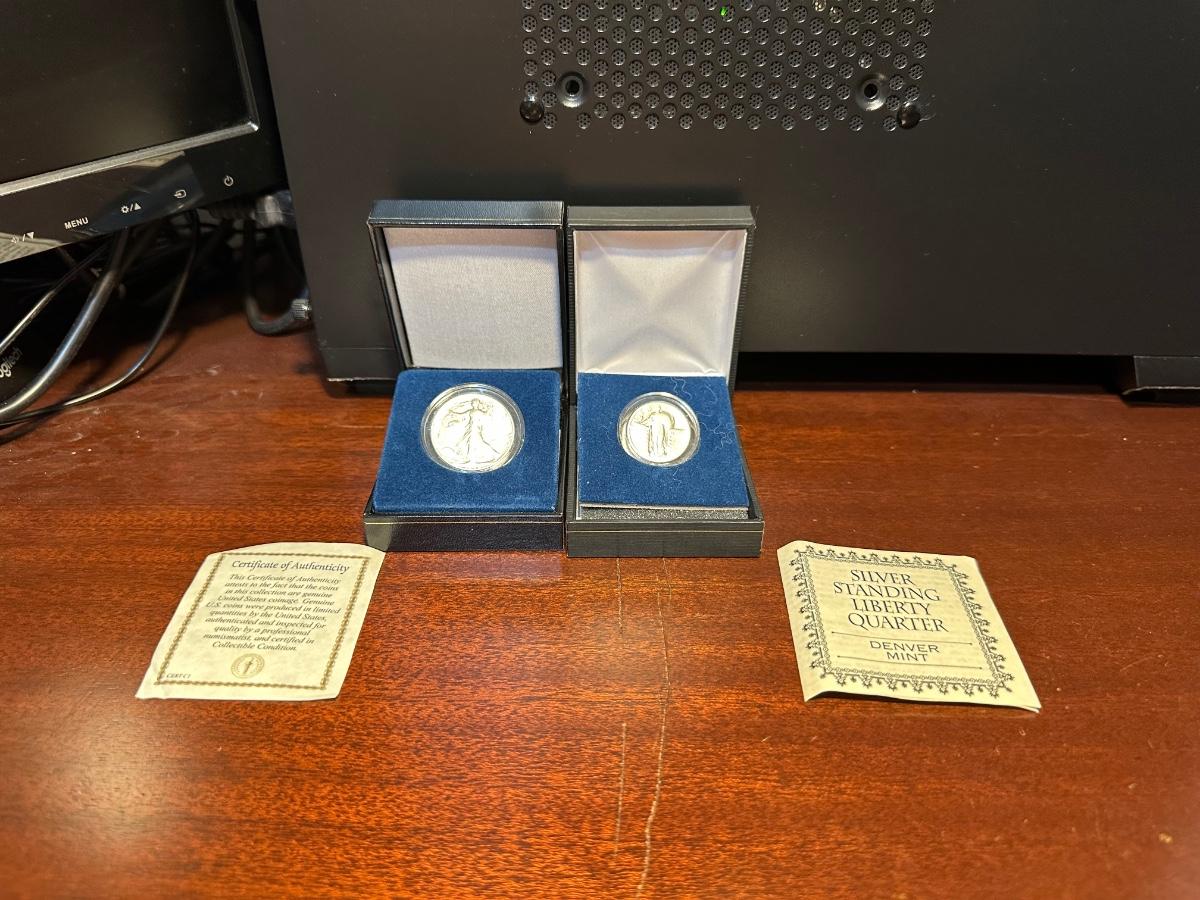 MENU
Certificate of Authenticity
This Certificate of Authenticity
attests to the fact that the coins
in this collection are genuine
United States coinage. Genuine
U.S. coins were produced in limited
quantities by the United States,
authenticated and inspected for
quality by a professional
numismatist, and certified in
Collectible Condition.
CERT C1
SILVER
STANDING
LIBERTY
QUARTER
DENVER
MINT